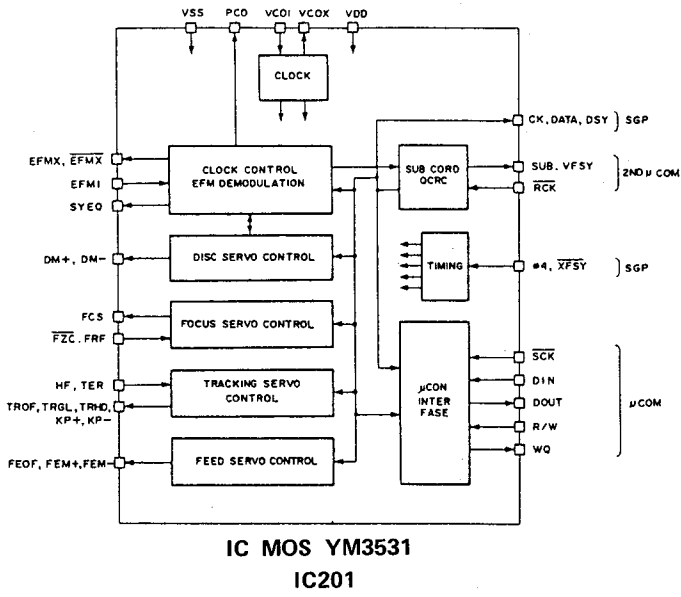 VSS PCO VCOI VCOX VDD
CLOCK
CK, DATA, DSY SGP
EFMX, EFMX
EFMI
SYEQ
CLOCK CONTROL
EFM DEMODULATION
SUB CORD
QCRC
SUB. VFSY
RCK
2ND μ COM
DM+, DM-
DISC SERVO CONTROL
TIMING
φ4, XFSY SGP
FCS
FZC. FRF
FOCUS SERVO CONTROL
HF, TER
TROF, TRGL, TRHD,
KP+, KP-
TRACKING SERVO
CONTROL
μCON
INTER
FASE
SCK
DIN
DOUT
R/W
WQ
μCOM
FEOF, FEM+, FEM-
FEED SERVO CONTROL
IC MOS YM3531
IC201